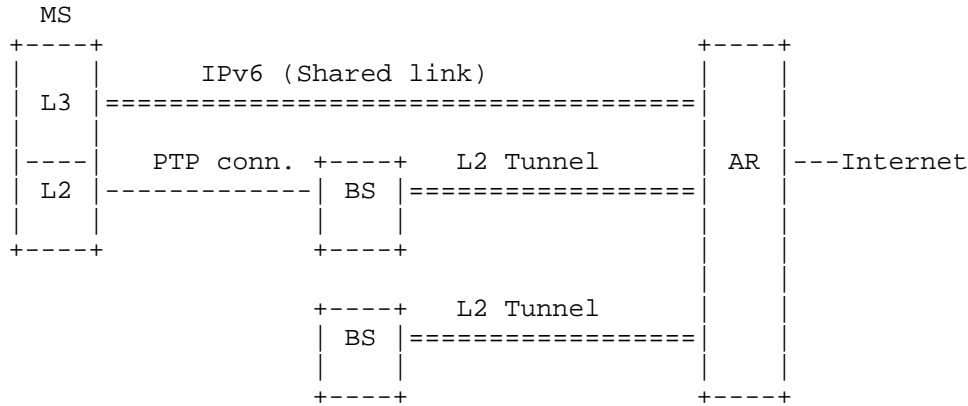 MS
IPv6 (Shared link)
L3
PTP conn. L2 Tunnel AR ---Internet
L2 BS
L2 Tunnel
BS